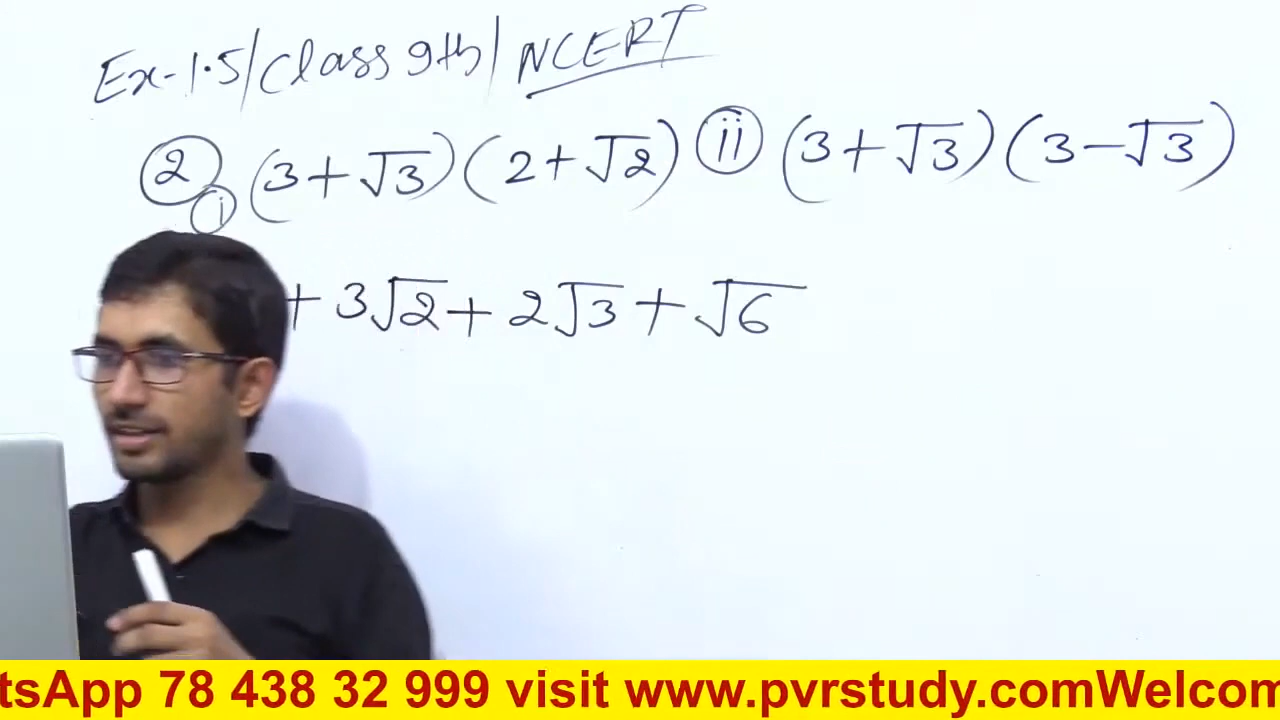 Ex-1.5/Class 9th/NCERT
② ⓘ (3+√3)(2+√2) ⓘⓘ (3+√3)(3-√3)
+ 3√2 + 2√3 + √6
tsApp 78 438 32 999 visit www.pvrstudy.comWelcom